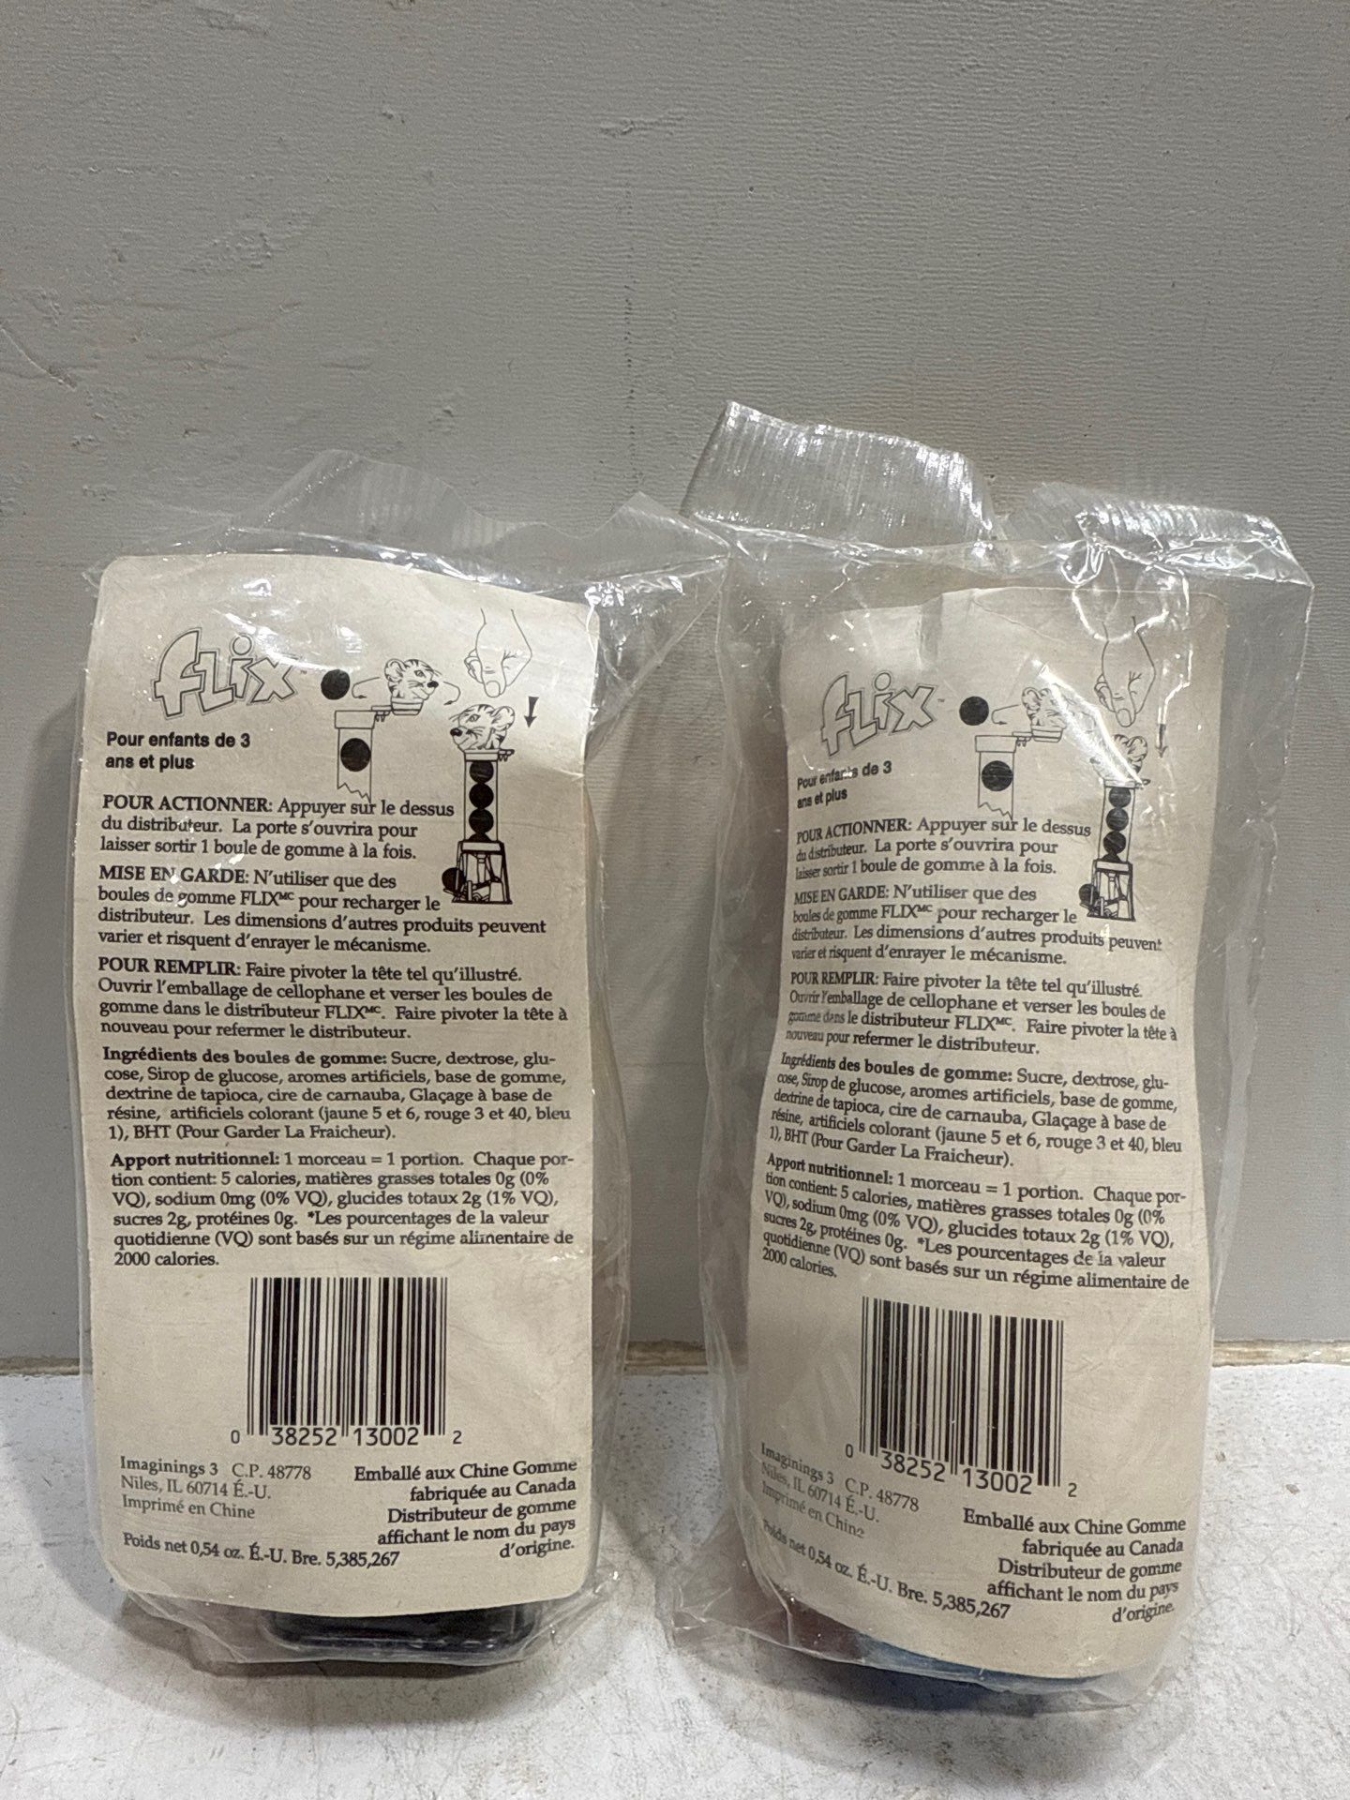 FLIX
Pour enfants de 3
ans et plus
POUR ACTIONNER: Appuyer sur le dessus
du distributeur. La porte s'ouvrira pour
laisser sortir 1 boule de gomme à la fois.
MISE EN GARDE: N'utiliser que des
boules de gomme FLIXMC pour recharger le
distributeur. Les dimensions d'autres produits peuvent
varier et risquent d'enrayer le mécanisme.
POUR REMPLIR: Faire pivoter la tête tel qu'illustré.
Ouvrir l'emballage de cellophane et verser les boules de
gomme dans le distributeur FLIXMC. Faire pivoter la tête à
nouveau pour refermer le distributeur.
Ingrédients des boules de gomme: Sucre, dextrose, glu-
cose, Sirop de glucose, aromes artificiels, base de gomme,
dextrine de tapioca, cire de carnauba, Glaçage à base de
résine, artificiels colorant (jaune 5 et 6, rouge 3 et 40, bleu
1), BHT (Pour Garder La Fraicheur).
Apport nutritionnel: 1 morceau = 1 portion. Chaque por-
tion contient: 5 calories, matières grasses totales 0g (0%
VQ), sodium 0mg (0% VQ), glucides totaux 2g (1% VQ),
sucres 2g, protéines 0g. *Les pourcentages de la valeur
quotidienne (VQ) sont basés sur un régime alimentaire de
2000 calories.
0 38252 13002 2
Imaginings 3 C.P. 48778
Niles, IL 60714 É.-U.
Imprimé en Chine
Poids net 0,54 oz. É.-U. Bre. 5,385,267
Emballé aux Chine Gomme
fabriquée au Canada
Distributeur de gomme
affichant le nom du pays
d'origine.
FLIX
Pour enfants de 3
ans et plus
POUR ACTIONNER: Appuyer sur le dessus
du distributeur. La porte s'ouvrira pour
laisser sortir 1 boule de gomme à la fois.
MISE EN GARDE: N'utiliser que des
boules de gomme FLIXMC pour recharger le
distributeur. Les dimensions d'autres produits peuvent
varier et risquent d'enrayer le mécanisme.
POUR REMPLIR: Faire pivoter la tête tel qu'illustré.
Ouvrir l'emballage de cellophane et verser les boules de
gomme dans le distributeur FLIXMC. Faire pivoter la tête à
nouveau pour refermer le distributeur.
Ingrédients des boules de gomme: Sucre, dextrose, glu-
cose, Sirop de glucose, aromes artificiels, base de gomme,
dextrine de tapioca, cire de carnauba, Glaçage à base de
résine, artificiels colorant (jaune 5 et 6, rouge 3 et 40, bleu
1), BHT (Pour Garder La Fraicheur).
Apport nutritionnel: 1 morceau = 1 portion. Chaque por-
tion contient: 5 calories, matières grasses totales 0g (0%
VQ), sodium 0mg (0% VQ), glucides totaux 2g (1% VQ),
sucres 2g, protéines 0g. *Les pourcentages de la valeur
quotidienne (VQ) sont basés sur un régime alimentaire de
2000 calories.
0 38252 13002 2
Imaginings 3 C.P. 48778
Niles, IL 60714 É.-U.
Imprimé en Chine
Poids net 0,54 oz. É.-U. Bre. 5,385,267
Emballé aux Chine Gomme
fabriquée au Canada
Distributeur de gomme
affichant le nom du pays
d'origine.